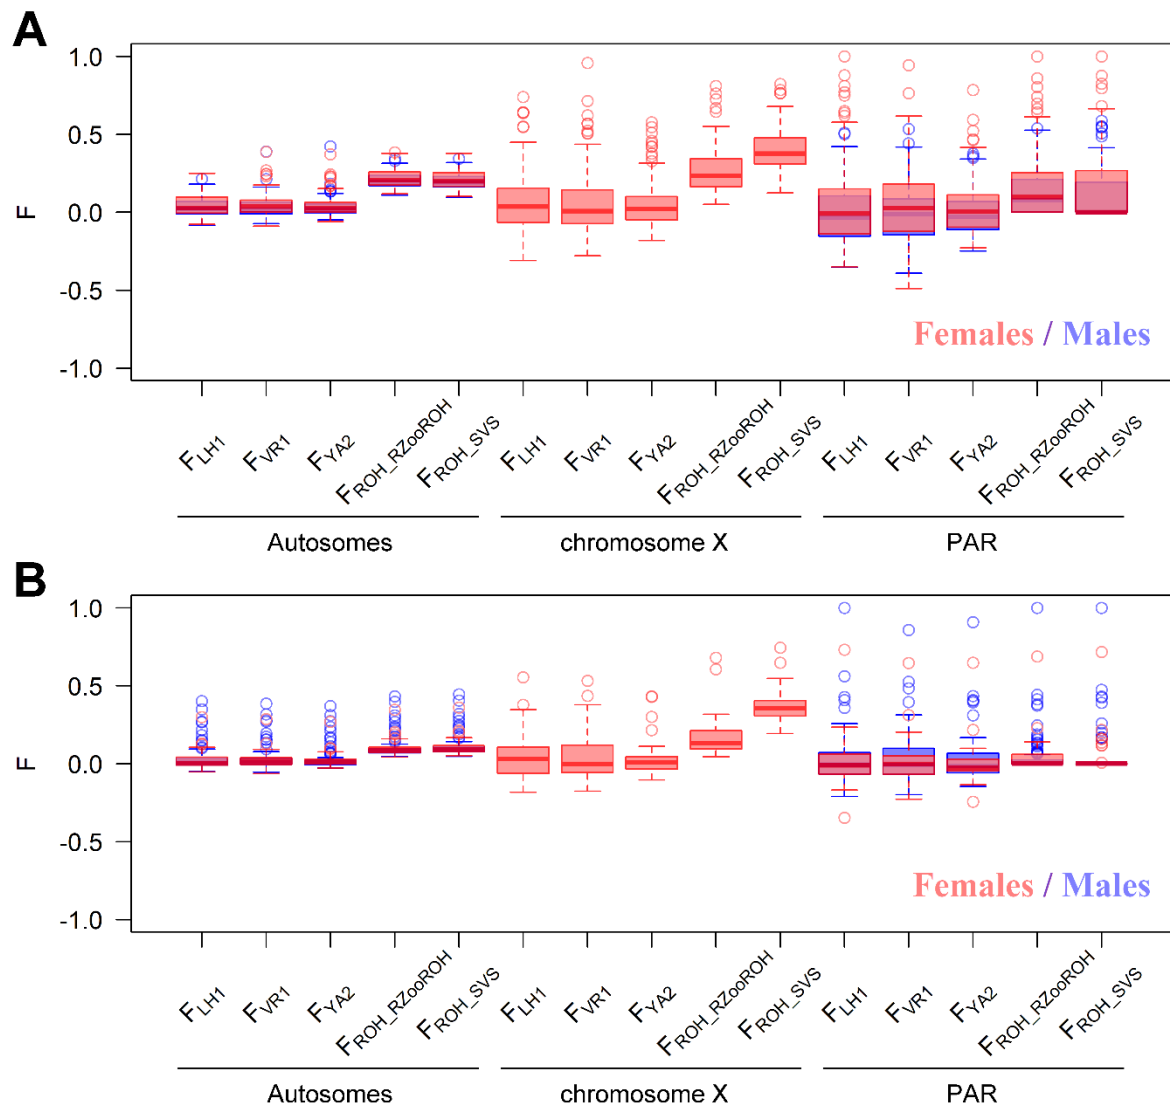 A
F
1.0
0.5
0.0
-0.5
-1.0
Females / Males
FLH1 FVR1 FYA2 FROH_RZooROH FROH_SVS FLH1 FVR1 FYA2 FROH_RZooROH FROH_SVS FLH1 FVR1 FYA2 FROH_RZooROH FROH_SVS
Autosomes chromosome X PAR
B
F
1.0
0.5
0.0
-0.5
-1.0
Females / Males
FLH1 FVR1 FYA2 FROH_RZooROH FROH_SVS FLH1 FVR1 FYA2 FROH_RZooROH FROH_SVS FLH1 FVR1 FYA2 FROH_RZooROH FROH_SVS
Autosomes chromosome X PAR